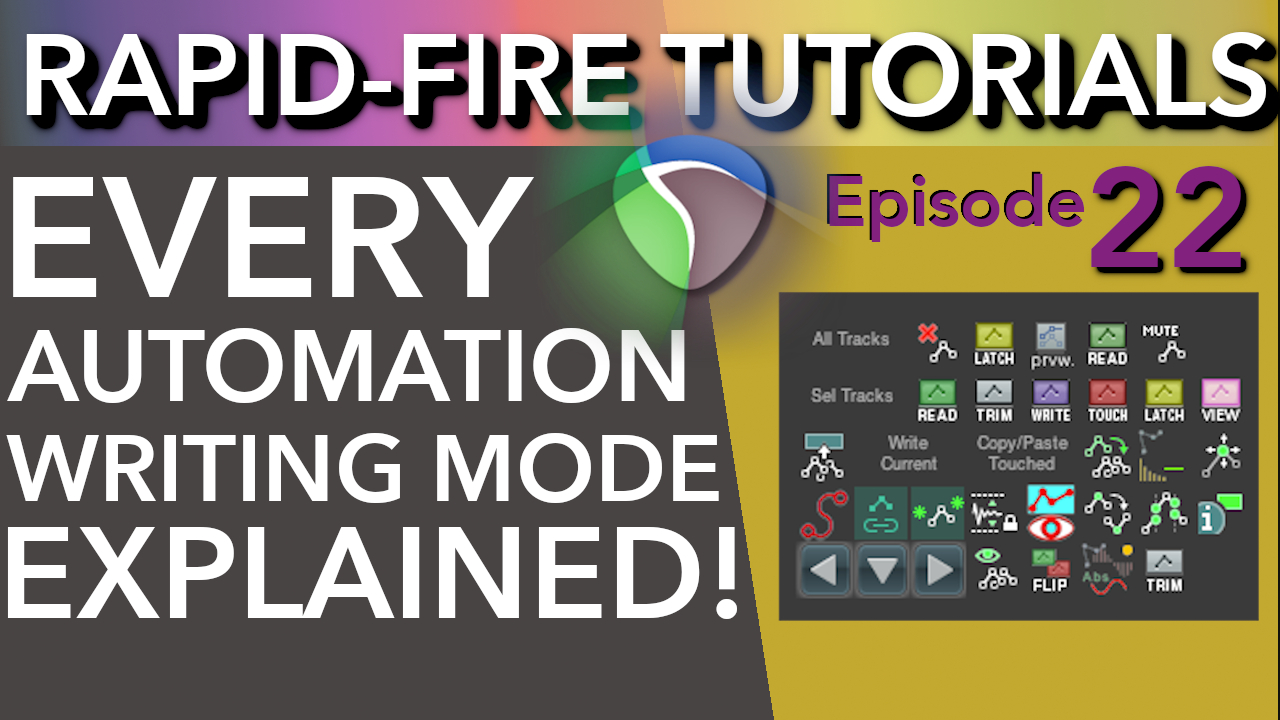 RAPID-FIRE TUTORIALS
EVERY
AUTOMATION
WRITING MODE
EXPLAINED!
Episode 22
All Tracks LATCH prvw. READ MUTE
Sel Tracks READ TRIM WRITE TOUCH LATCH VIEW
Write Current
Copy/Paste Touched
i
FLIP Abs TRIM